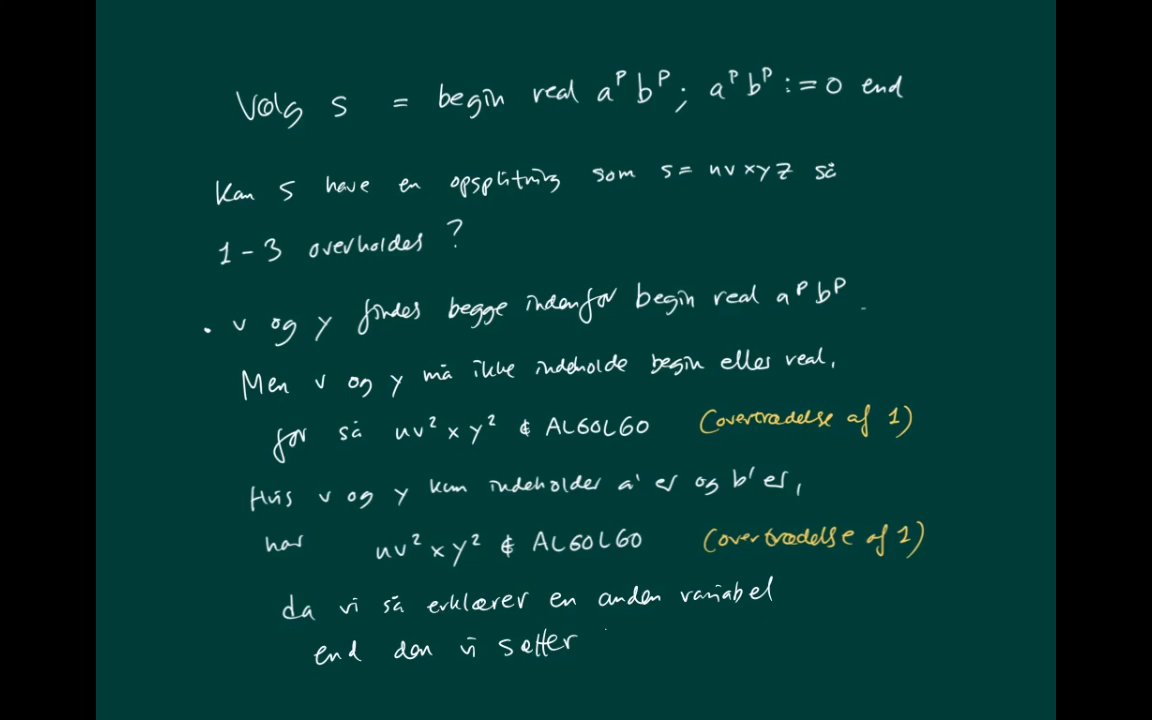 Vælg s = begin real aᵖbᵖ; aᵖbᵖ := 0 end
Kan s have en opsplitning som s = uvxyz så
1-3 overholdes?
• v og y findes begge indenfor begin real aᵖbᵖ.
Men v og y må ikke indeholde begin eller real,
for så uv²xy² ∉ ALGOL60 (overtrædelse af 1)
Hvis v og y kun indeholder a'er og b'er,
har uv²xy² ∉ ALGOL60 (overtrædelse af 1)
da vi så erklærer en anden variabel
end den vi sætter